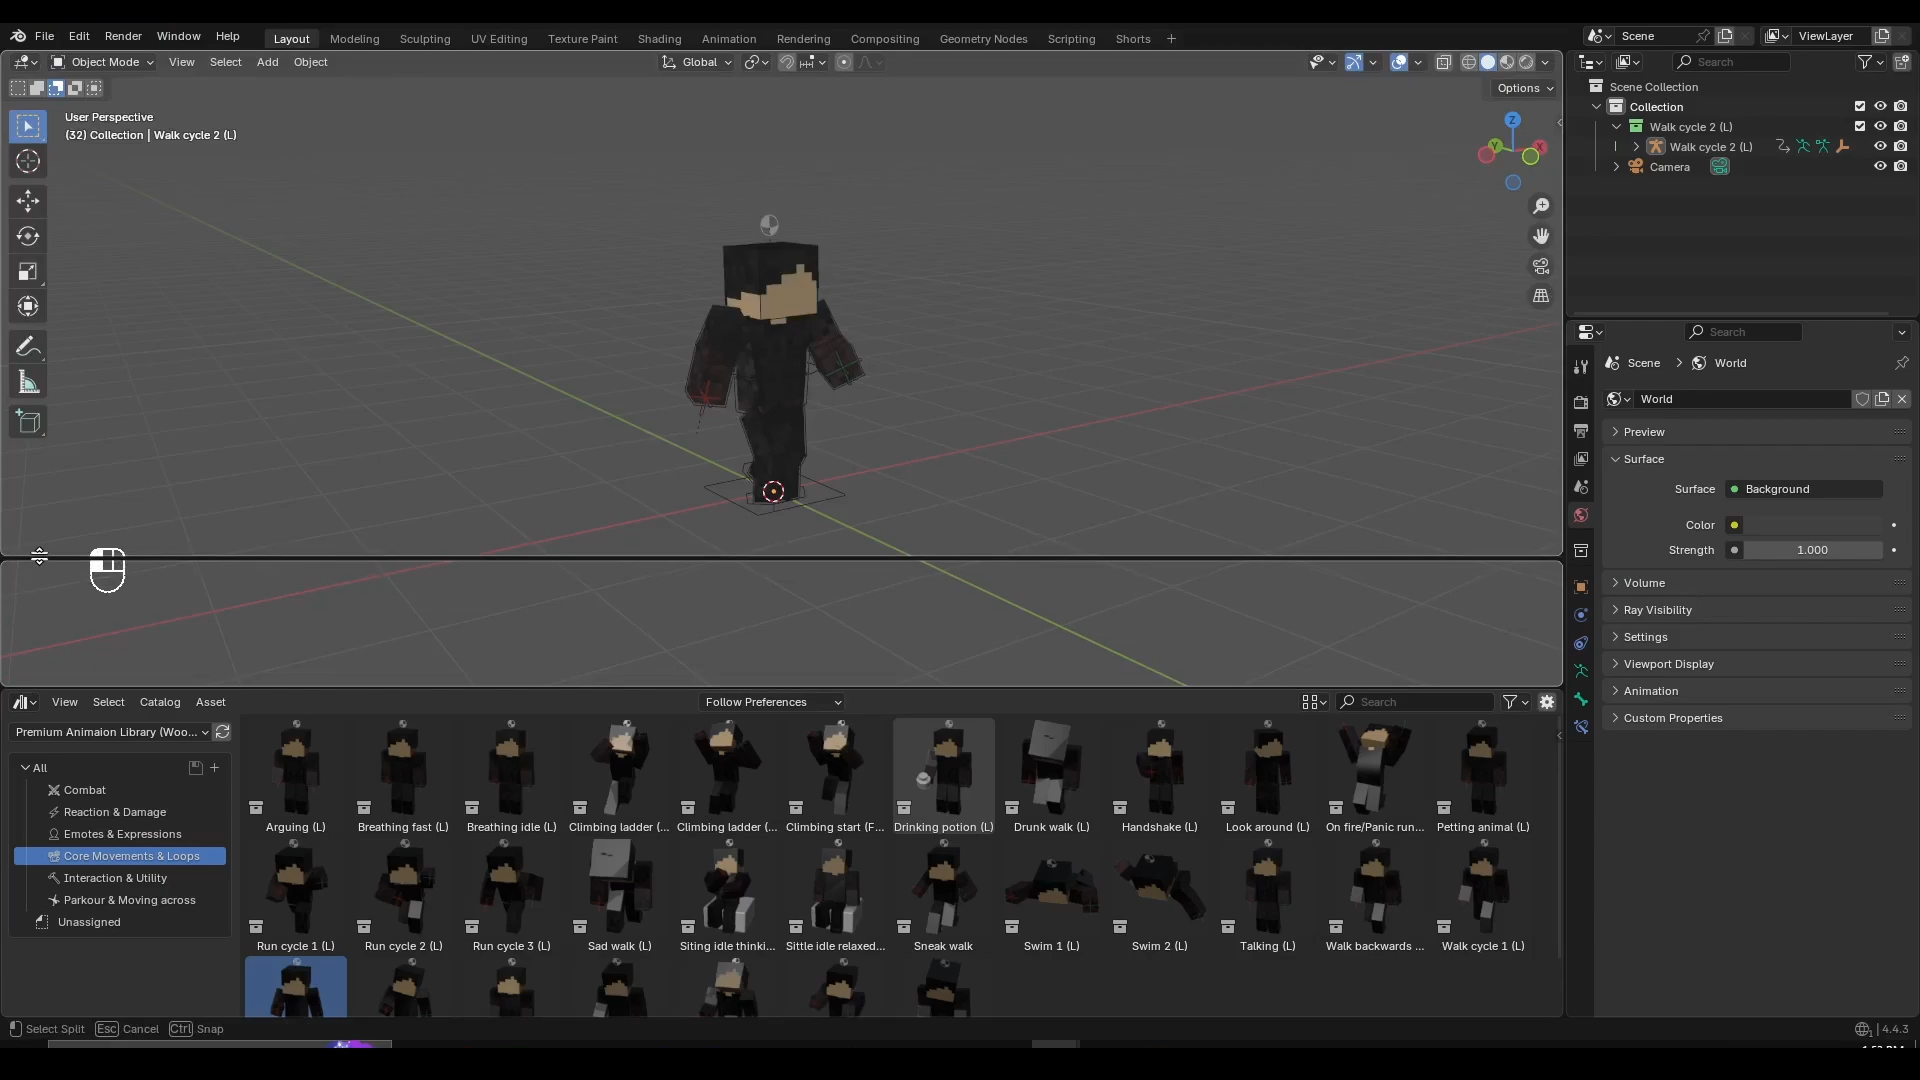 File Edit Render Window Help
Layout Modeling Sculpting UV Editing Texture Paint Shading Animation Rendering Compositing Geometry Nodes Scripting Shorts +
Scene
ViewLayer
Object Mode View Select Add Object
Global
Search
Options
User Perspective
(32) Collection | Walk cycle 2 (L)
Z
Y
X
Scene Collection
Collection
Walk cycle 2 (L)
Walk cycle 2 (L)
Camera
Search
Scene > World
World
Preview
Surface
Surface Background
Color
Strength 1.000
Volume
Ray Visibility
Settings
Viewport Display
Animation
Custom Properties
View Select Catalog Asset
Follow Preferences
Search
Premium Animaion Library (Woo...
All
Combat
Reaction & Damage
Emotes & Expressions
Core Movements & Loops
Interaction & Utility
Parkour & Moving across
Unassigned
Arguing (L) Breathing fast (L) Breathing idle (L) Climbing ladder (... Climbing ladder (... Climbing start (F... Drinking potion (L) Drunk walk (L) Handshake (L) Look around (L) On fire/Panic run... Petting animal (L)
Run cycle 1 (L) Run cycle 2 (L) Run cycle 3 (L) Sad walk (L) Siting idle thinki... Sittle idle relaxed... Sneak walk Swim 1 (L) Swim 2 (L) Talking (L) Walk backwards ... Walk cycle 1 (L)
Select Split Esc Cancel Ctrl Snap
4.4.3